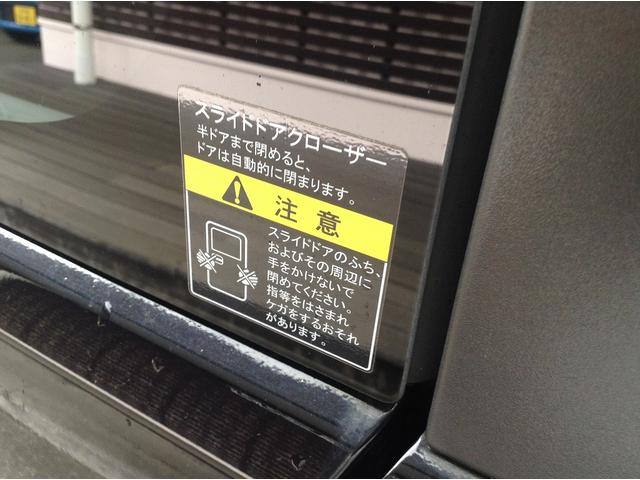 スライドドアクローザー
半ドアまで閉めると、
ドアは自動的に閉まります。
注意
スライドドアのふち、
およびその周辺に
手をかけないで
閉めてください。
指等をはさまれ
ケガをするおそれ
があります。